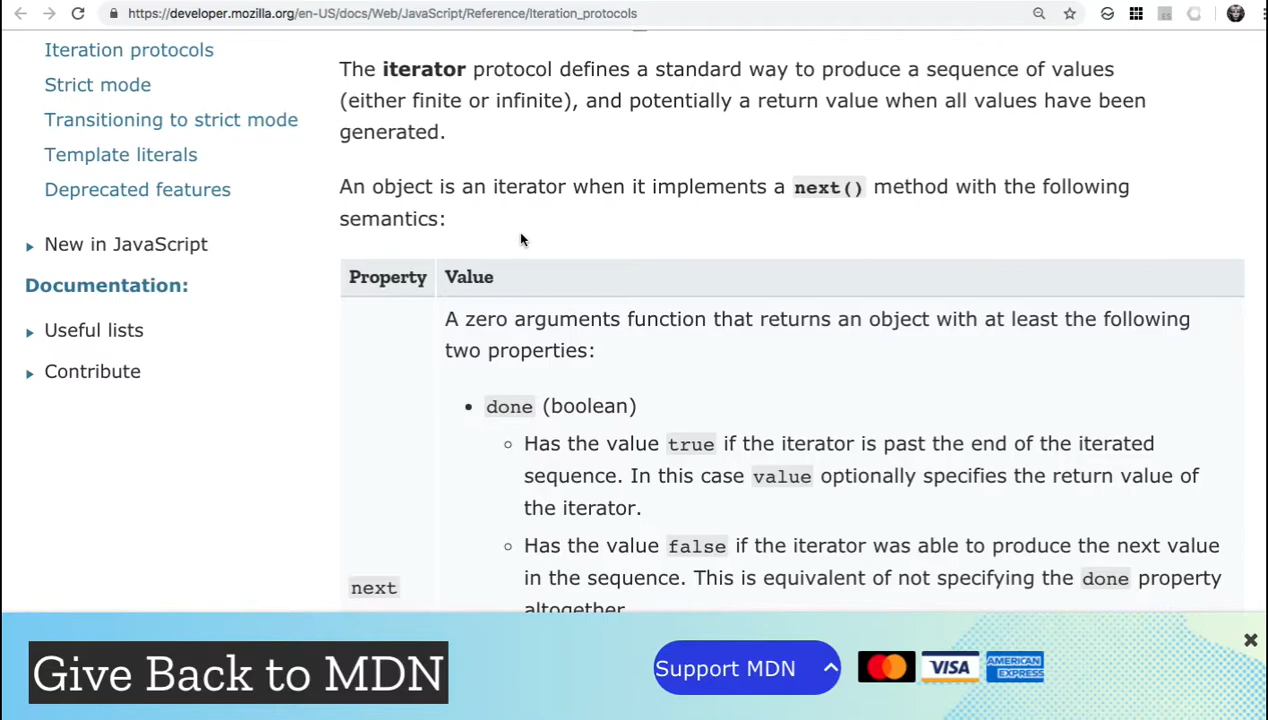 https://developer.mozilla.org/en-US/docs/Web/JavaScript/Reference/Iteration_protocols
Iteration protocols
Strict mode
Transitioning to strict mode
Template literals
Deprecated features
New in JavaScript
Documentation:
Useful lists
Contribute
The iterator protocol defines a standard way to produce a sequence of values
(either finite or infinite), and potentially a return value when all values have been
generated.
An object is an iterator when it implements a next() method with the following
semantics:
Property Value
A zero arguments function that returns an object with at least the following
two properties:
• done (boolean)
Has the value true if the iterator is past the end of the iterated
sequence. In this case value optionally specifies the return value of
the iterator.
Has the value false if the iterator was able to produce the next value
in the sequence. This is equivalent of not specifying the done property
next
altogether.
Give Back to MDN
Support MDN
VISA
AMERICAN
EXPRESS